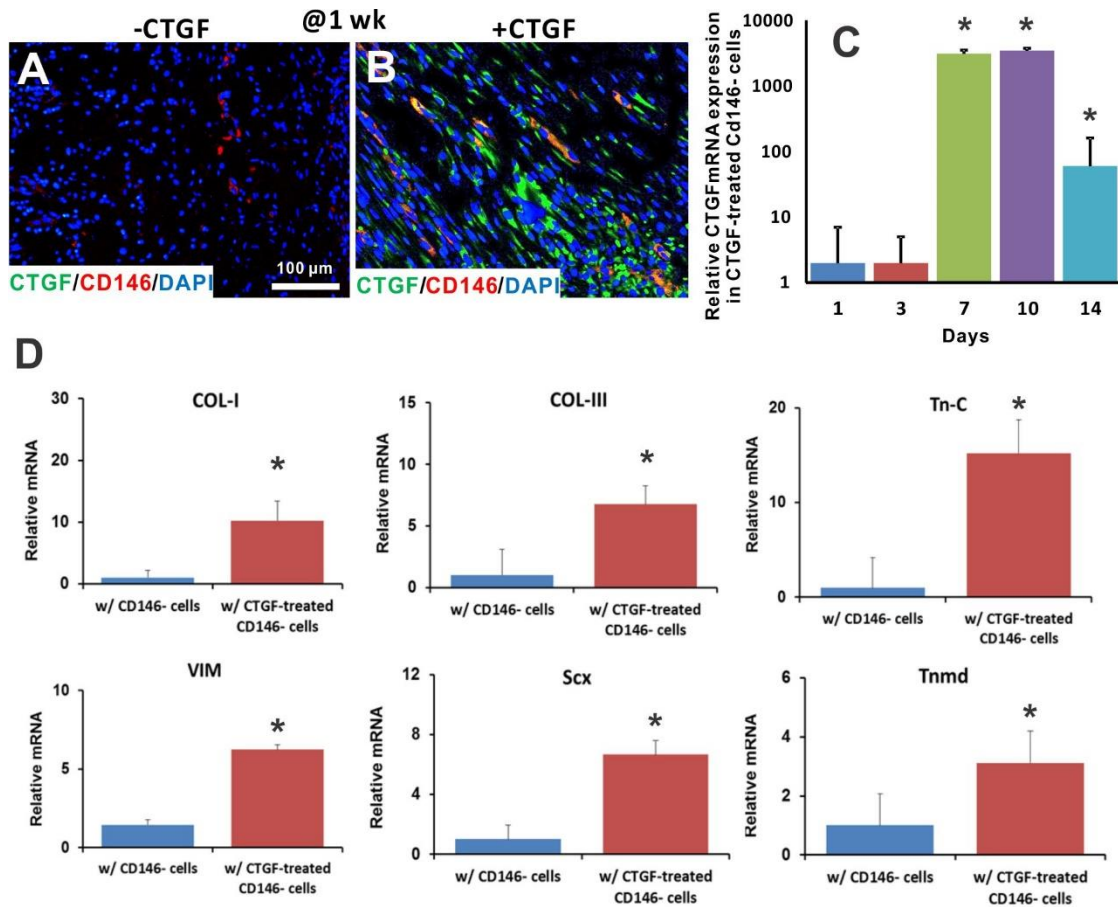 -CTGF
@1 wk
+CTGF
A
B
CTGF/CD146/DAPI
100 µm
CTGF/CD146/DAPI
C
Relative CTGFmRNA expression
in CTGF-treated Cd146- cells
10000
1000
100
10
1
*
*
*
1 3 7 10 14
Days
D
COL-I
Relative mRNA
30
20
10
0
*
w/ CD146- cells
w/ CTGF-treated
CD146- cells
COL-III
Relative mRNA
15
10
5
0
*
w/ CD146- cells
w/ CTGF-treated
CD146- cells
Tn-C
Relative mRNA
20
10
0
*
w/ CD146- cells
w/ CTGF-treated
CD146- cells
VIM
Relative mRNA
10
5
0
*
w/ CD146- cells
w/ CTGF-treated
CD146- cells
Scx
Relative mRNA
12
8
4
0
*
w/ CD146- cells
w/ CTGF-treated
CD146- cells
Tnmd
Relative mRNA
6
4
2
0
*
w/ CD146- cells
w/ CTGF-treated
CD146- cells